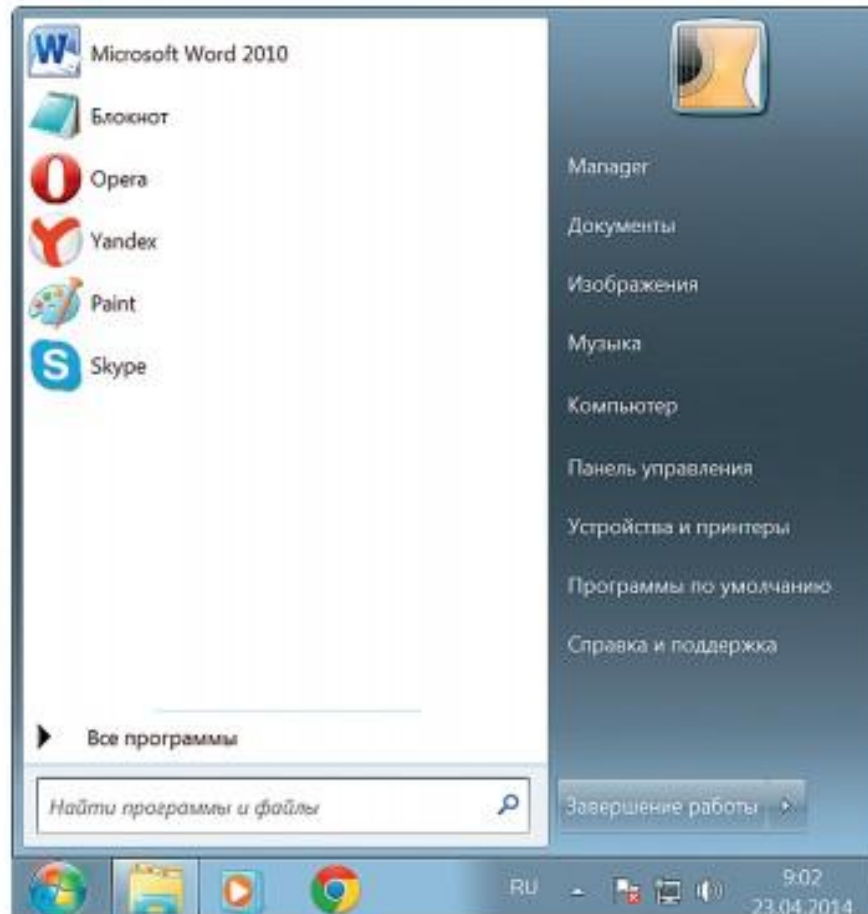 Microsoft Word 2010
Блокнот
Opera
Yandex
Paint
Skype
Все программы
Найти программы и файлы
Manager
Документы
Изображения
Музыка
Компьютер
Панель управления
Устройства и принтеры
Программы по умолчанию
Справка и поддержка
Завершение работы
RU
9:02
23.04.2014